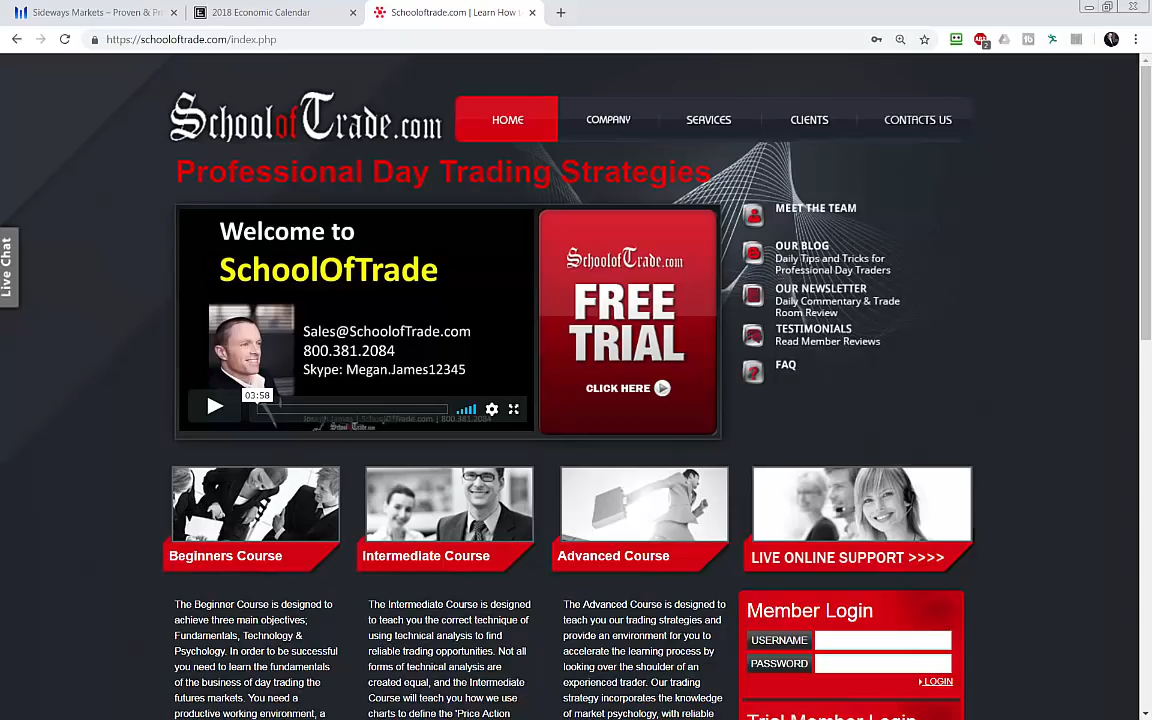 Sideways Markets – Proven & Pr
2018 Economic Calendar
Schooloftrade.com | Learn How
https://schooloftrade.com/index.php
2
SchoolofTrade.com
HOME
COMPANY
SERVICES
CLIENTS
CONTACTS US
Professional Day Trading Strategies
Live Chat
Welcome to
SchoolOfTrade
Sales@SchoolofTrade.com
800.381.2084
Skype: Megan.James12345
03:58
SchoolofTrade.com
FREE
TRIAL
CLICK HERE
MEET THE TEAM
OUR BLOG
Daily Tips and Tricks for
Professional Day Traders
OUR NEWSLETTER
Daily Commentary & Trade
Room Review
TESTIMONIALS
Read Member Reviews
FAQ
Beginners Course
Intermediate Course
Advanced Course
LIVE ONLINE SUPPORT >>>>
The Beginner Course is designed to
achieve three main objectives;
Fundamentals, Technology &
Psychology. In order to be successful
you need to learn the fundamentals
of the business of day trading the
futures markets. You need a
productive working environment, a
The Intermediate Course is designed
to teach you the correct technique of
using technical analysis to find
reliable trading opportunities. Not all
forms of technical analysis are
created equal, and the Intermediate
Course will teach you how we use
charts to define the 'Price Action
The Advanced Course is designed to
teach you our trading strategies and
provide an environment for you to
accelerate the learning process by
looking over the shoulder of an
experienced trader. Our trading
strategy incorporates the knowledge
of market psychology, with reliable
Member Login
USERNAME
PASSWORD
LOGIN
Trial Member Login